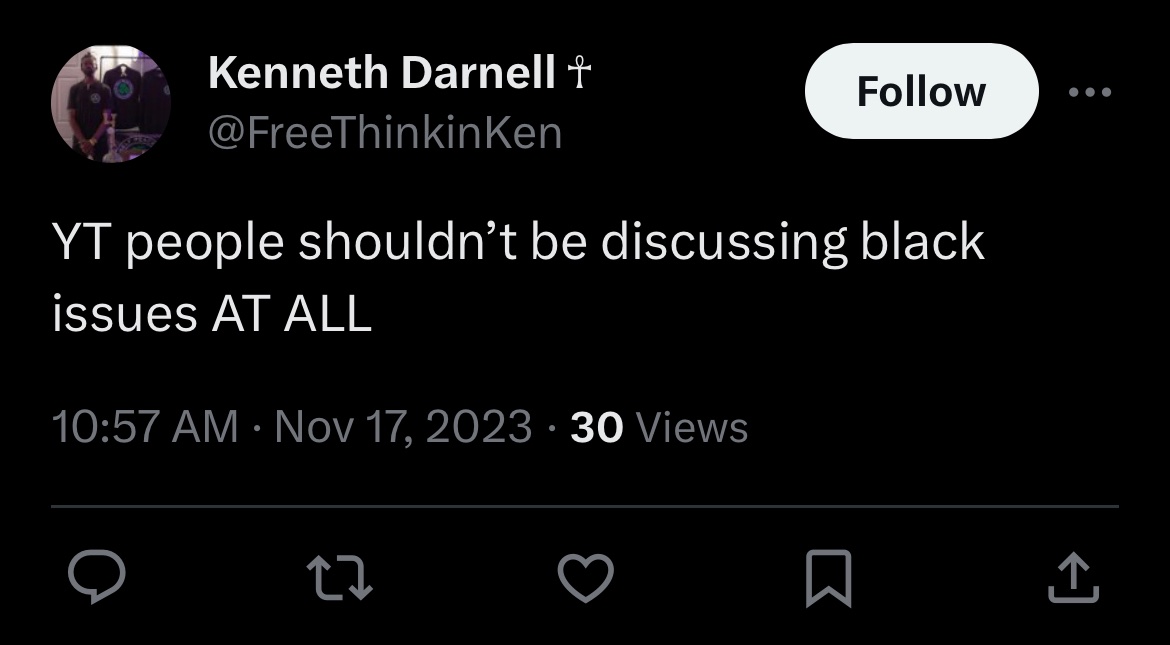 Kenneth Darnell ☥
@FreeThinkinKen
Follow
YT people shouldn’t be discussing black
issues AT ALL
10:57 AM · Nov 17, 2023 · 30 Views